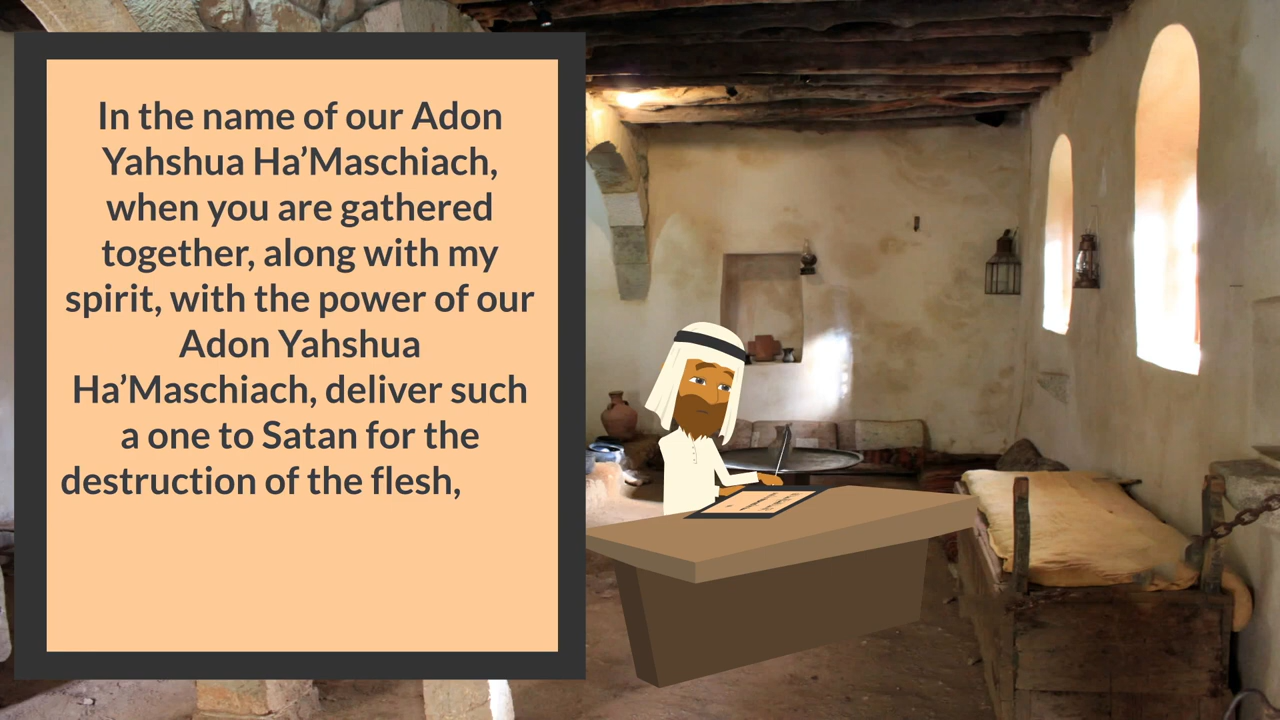 In the name of our Adon
Yahshua Ha’Maschiach,
when you are gathered
together, along with my
spirit, with the power of our
Adon Yahshua
Ha’Maschiach, deliver such
a one to Satan for the
destruction of the flesh,